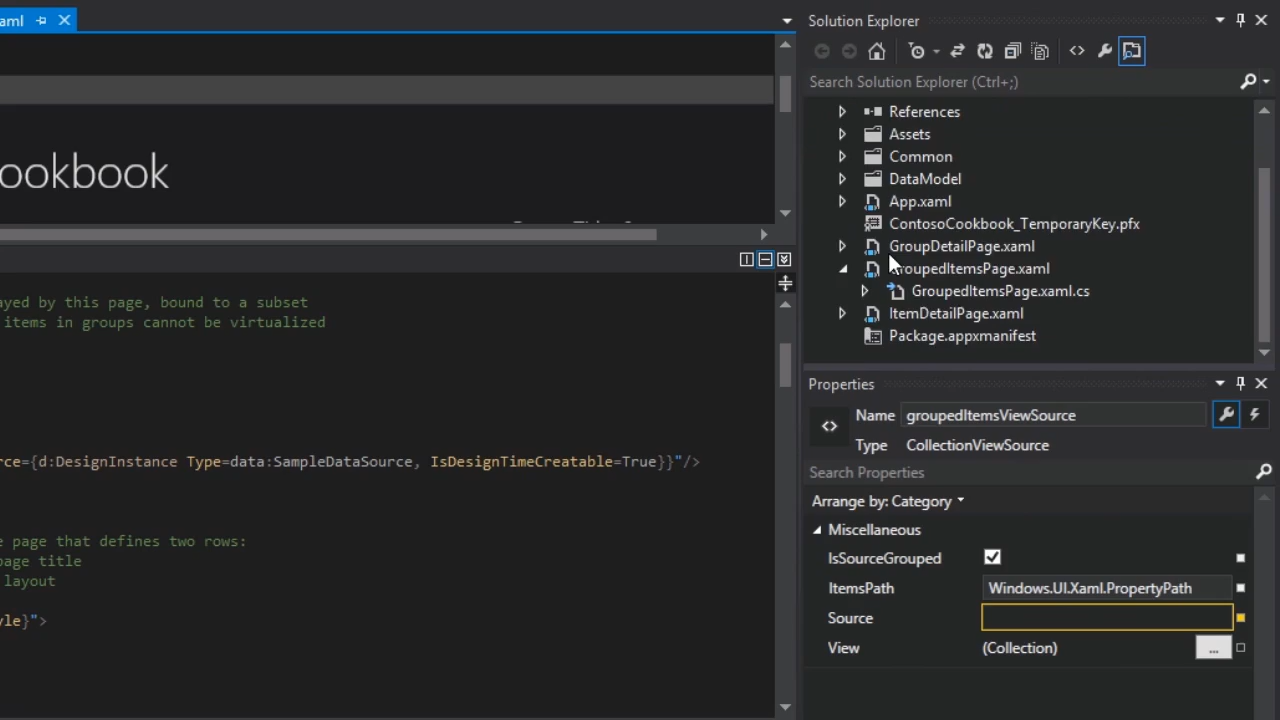 aml
ookbook
ayed by this page, bound to a subset
items in groups cannot be virtualized
rce={d:DesignInstance Type=data:SampleDataSource, IsDesignTimeCreatable=True}}"/>
e page that defines two rows:
page title
layout
yle}">
Solution Explorer
Search Solution Explorer (Ctrl+;)
References
Assets
Common
DataModel
App.xaml
ContosoCookbook_TemporaryKey.pfx
GroupDetailPage.xaml
GroupedItemsPage.xaml
GroupedItemsPage.xaml.cs
ItemDetailPage.xaml
Package.appxmanifest
Properties
Name groupedItemsViewSource
Type CollectionViewSource
Search Properties
Arrange by: Category
Miscellaneous
IsSourceGrouped
ItemsPath Windows.UI.Xaml.PropertyPath
Source
View (Collection) ...